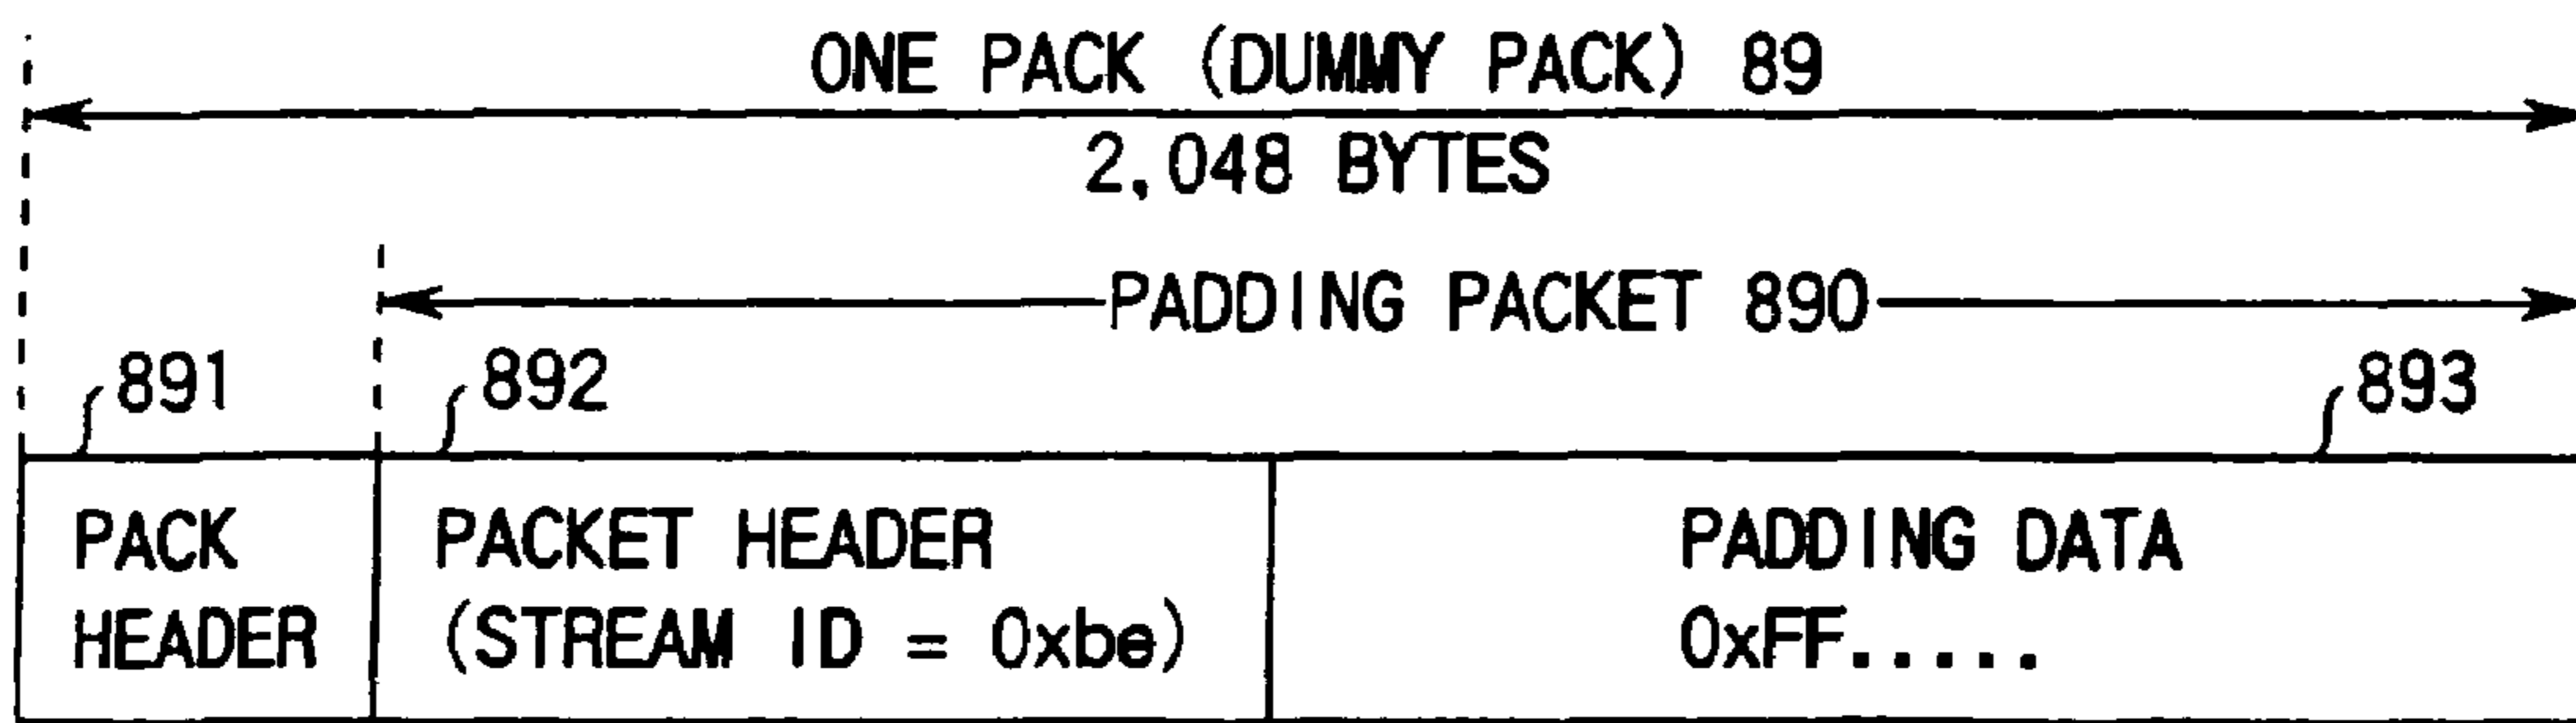 ONE PACK (DUMMY PACK) 89
2,048 BYTES
PADDING PACKET 890
891
892
893
PACK
HEADER
PACKET HEADER
(STREAM ID = 0xbe)
PADDING DATA
0xFF.....